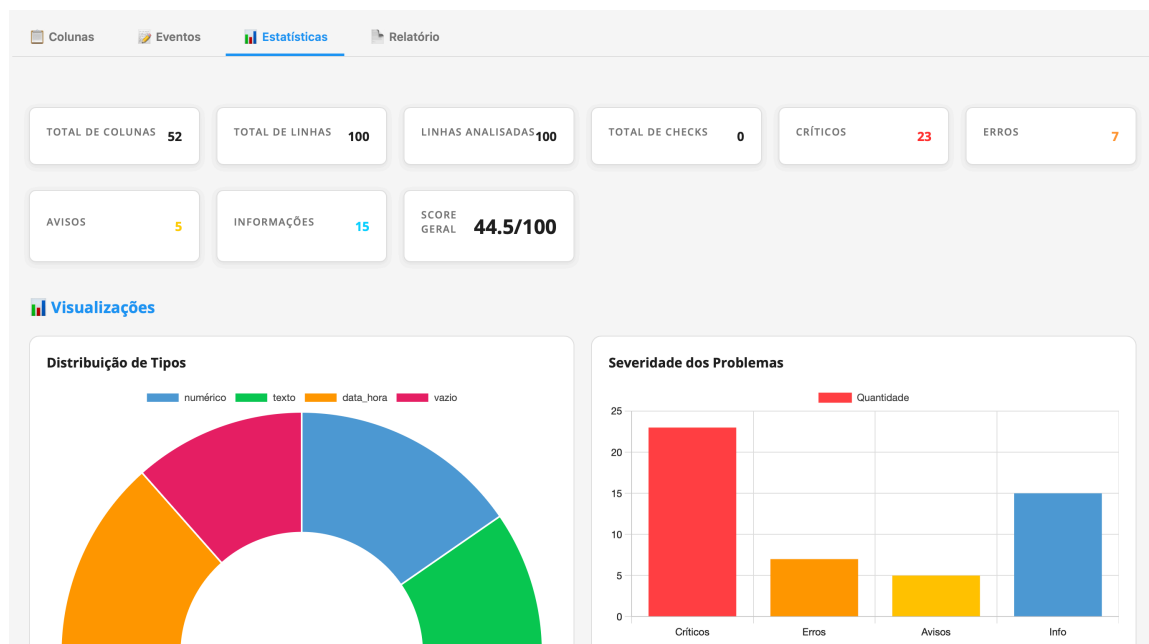 Colunas
Eventos
Estatísticas
Relatório
TOTAL DE COLUNAS 52
TOTAL DE LINHAS 100
LINHAS ANALISADAS 100
TOTAL DE CHECKS 0
CRÍTICOS 23
ERROS 7
AVISOS 5
INFORMAÇÕES 15
SCORE
GERAL 44.5/100
Visualizações
Distribuição de Tipos
numérico texto data_hora vazio
Severidade dos Problemas
Quantidade
25
20
15
10
5
0
Críticos Erros Avisos Info